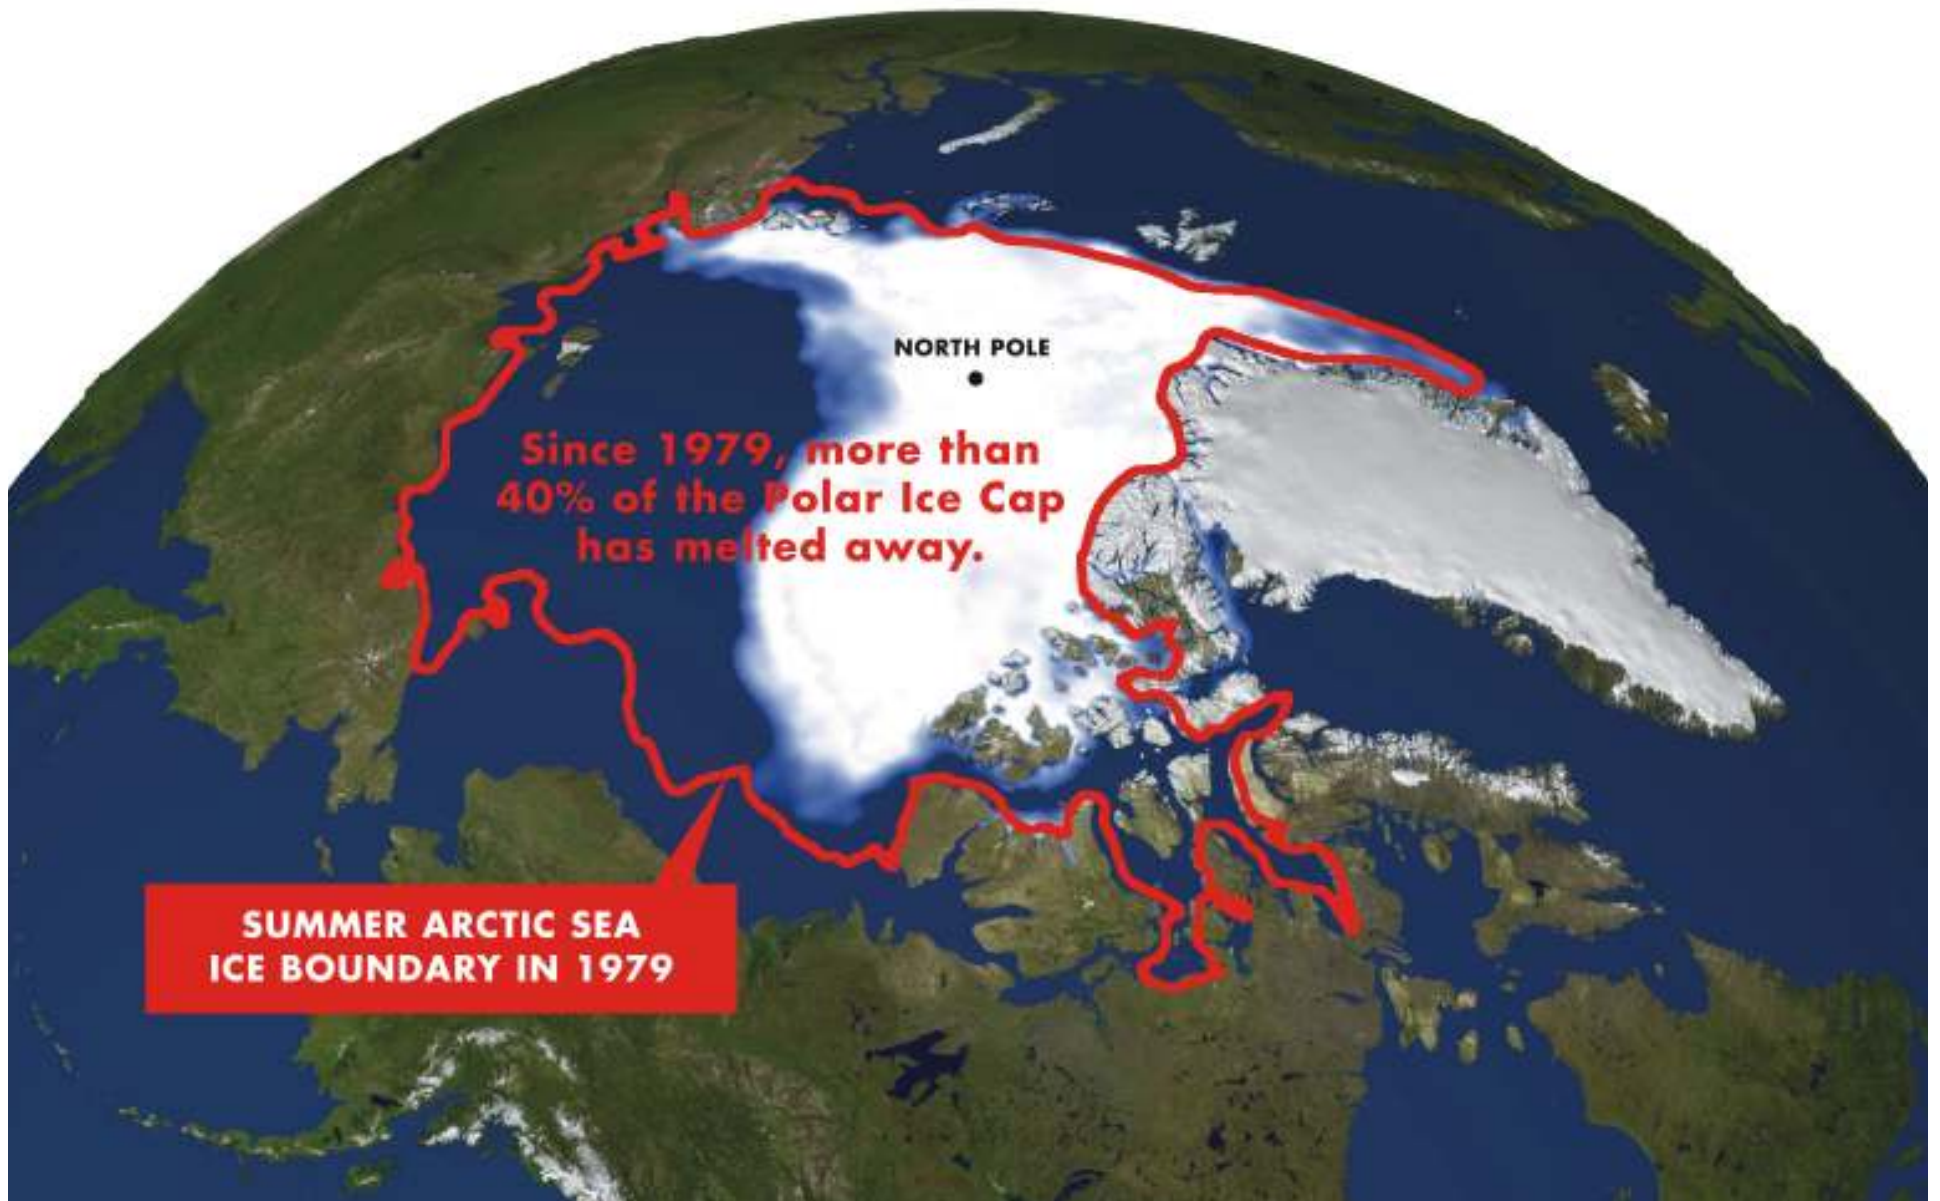 NORTH POLE
Since 1979, more than
40% of the Polar Ice Cap
has melted away.
SUMMER ARCTIC SEA
ICE BOUNDARY IN 1979